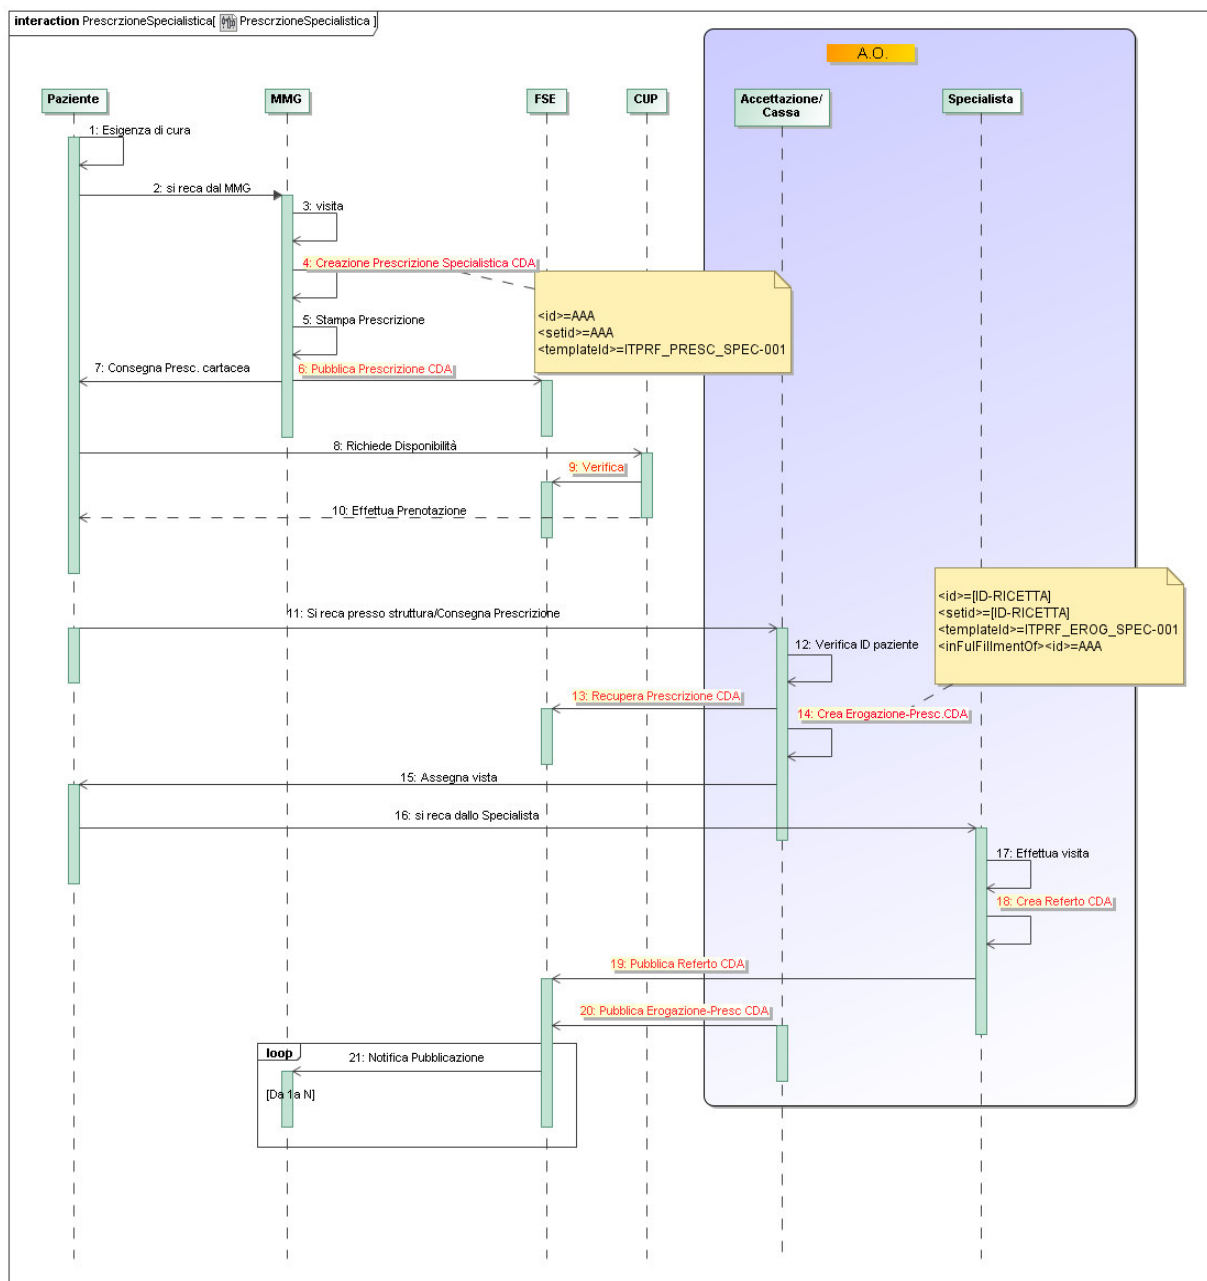 interaction PrescrzioneSpecialistica[ PrescrzioneSpecialistica ]
A.O.
Paziente
MMG
FSE
CUP
Accettazione/
Cassa
Specialista
1: Esigenza di cura
2: si reca dal MMG
3: visita
4: Creazione Prescrizione Specialistica CDA
<id>=AAA
<setid>=AAA
<templateId>=ITPRF_PRESC_SPEC-001
5: Stampa Prescrizione
7: Consegna Presc. cartacea
6: Pubblica Prescrizione CDA
8: Richiede Disponibilità
9: Verifica
10: Effettua Prenotazione
<id>=[ID-RICETTA]
<setid>=[ID-RICETTA]
<templateId>=ITPRF_EROG_SPEC-001
<inFulFillmentOf><id>=AAA
11: Si reca presso struttura/Consegna Prescrizione
12: Verifica ID paziente
13: Recupera Prescrizione CDA
14: Crea Erogazione-Presc.CDA
15: Assegna vista
16: si reca dallo Specialista
17: Effettua visita
18: Crea Referto CDA
19: Pubblica Referto CDA
20: Pubblica Erogazione-Presc CDA
loop
21: Notifica Pubblicazione
[Da 1a N]